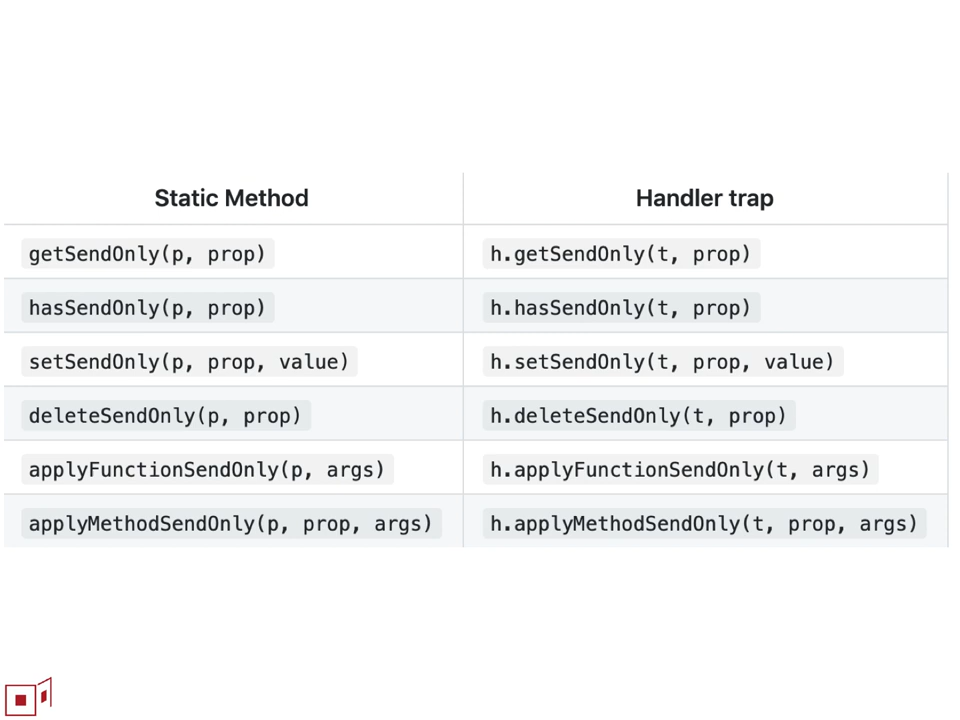 Static Method Handler trap
getSendOnly(p, prop) h.getSendOnly(t, prop)
hasSendOnly(p, prop) h.hasSendOnly(t, prop)
setSendOnly(p, prop, value) h.setSendOnly(t, prop, value)
deleteSendOnly(p, prop) h.deleteSendOnly(t, prop)
applyFunctionSendOnly(p, args) h.applyFunctionSendOnly(t, args)
applyMethodSendOnly(p, prop, args) h.applyMethodSendOnly(t, prop, args)